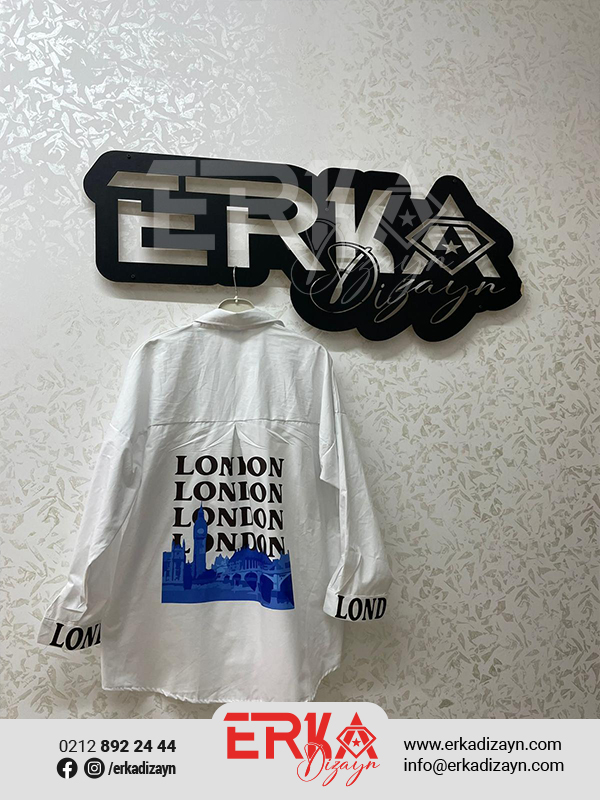 ERKA
Dizayn
LONDON
LONDON
LONDON
LONDON
LOND
LOND
0212 892 24 44
/erkadizayn
ERKA
Dizayn
www.erkadizayn.com
info@erkadizayn.com